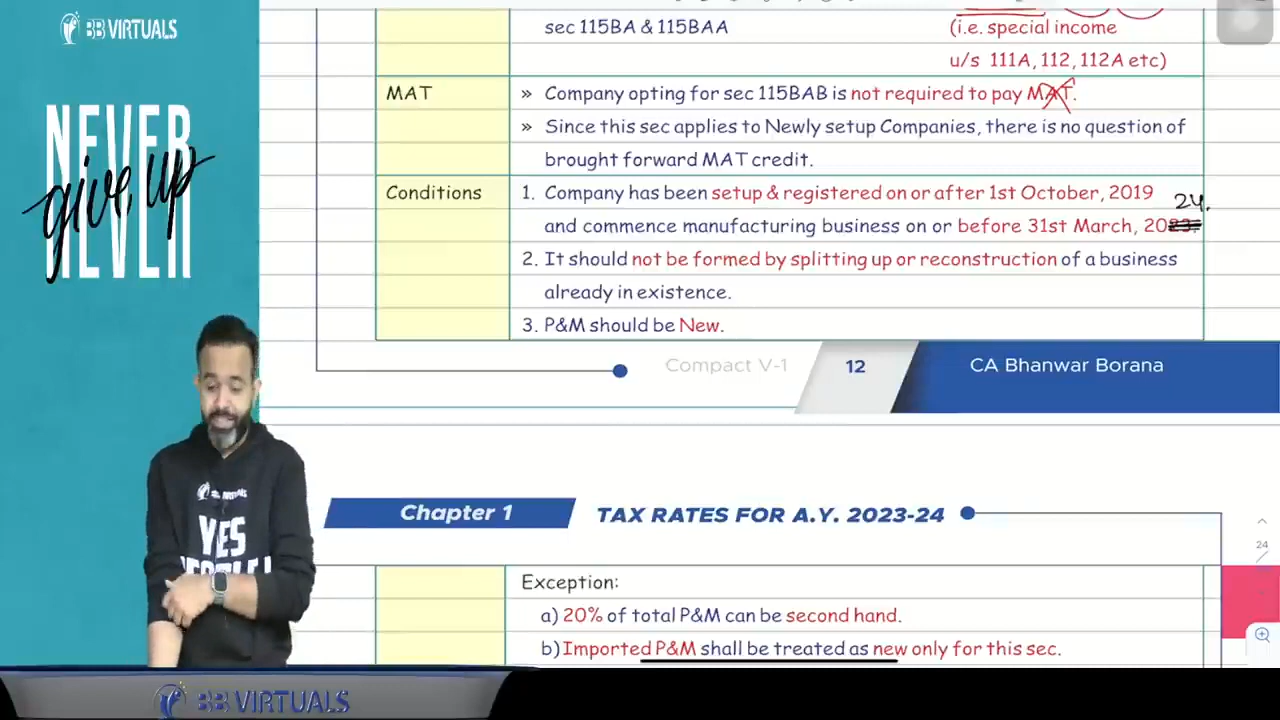 BB VIRTUALS
NEVER
give up
NEVER
sec 115BA & 115BAA
(i.e. special income
u/s 111A, 112, 112A etc)
MAT
» Company opting for sec 115BAB is not required to pay MAT.
» Since this sec applies to Newly setup Companies, there is no question of
brought forward MAT credit.
Conditions
1. Company has been setup & registered on or after 1st October, 2019
24.
and commence manufacturing business on or before 31st March, 2023.
2. It should not be formed by splitting up or reconstruction of a business
already in existence.
3. P&M should be New.
Compact V-1
12
CA Bhanwar Borana
Chapter 1
TAX RATES FOR A.Y. 2023-24
24
Exception:
a) 20% of total P&M can be second hand.
b) Imported P&M shall be treated as new only for this sec.
YES
BB VIRTUALS